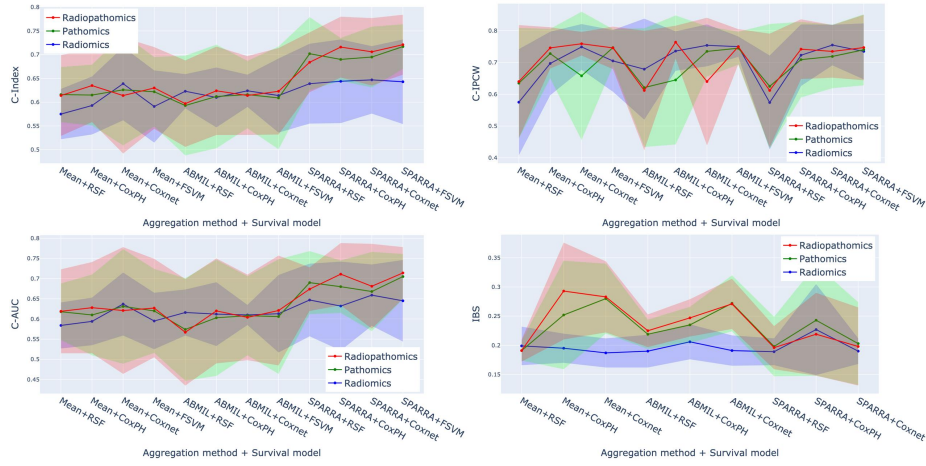 0.8
0.75
0.7
0.65
0.6
0.55
0.5
C-Index
Radiopathomics
Pathomics
Radiomics
Mean+RSF
Mean+CoxPH
Mean+Coxnet
Mean+FSVM
ABMIL+RSF
ABMIL+CoxPH
ABMIL+Coxnet
ABMIL+FSVM
SPARRA+RSF
SPARRA+CoxPH
SPARRA+Coxnet
SPARRA+FSVM
Aggregation method + Survival model
0.8
0.7
0.6
0.5
0.4
C-IPCW
Radiopathomics
Pathomics
Radiomics
Mean+RSF
Mean+CoxPH
Mean+Coxnet
Mean+FSVM
ABMIL+RSF
ABMIL+CoxPH
ABMIL+Coxnet
ABMIL+FSVM
SPARRA+RSF
SPARRA+CoxPH
SPARRA+Coxnet
SPARRA+FSVM
Aggregation method + Survival model
0.8
0.75
0.7
0.65
0.6
0.55
0.5
0.45
C-AUC
Radiopathomics
Pathomics
Radiomics
Mean+RSF
Mean+CoxPH
Mean+Coxnet
Mean+FSVM
ABMIL+RSF
ABMIL+CoxPH
ABMIL+Coxnet
ABMIL+FSVM
SPARRA+RSF
SPARRA+CoxPH
SPARRA+Coxnet
SPARRA+FSVM
Aggregation method + Survival model
0.35
0.3
0.25
0.2
0.15
IBS
Radiopathomics
Pathomics
Radiomics
Mean+RSF
Mean+CoxPH
Mean+Coxnet
ABMIL+RSF
ABMIL+CoxPH
ABMIL+Coxnet
SPARRA+RSF
SPARRA+CoxPH
SPARRA+Coxnet
Aggregation method + Survival model